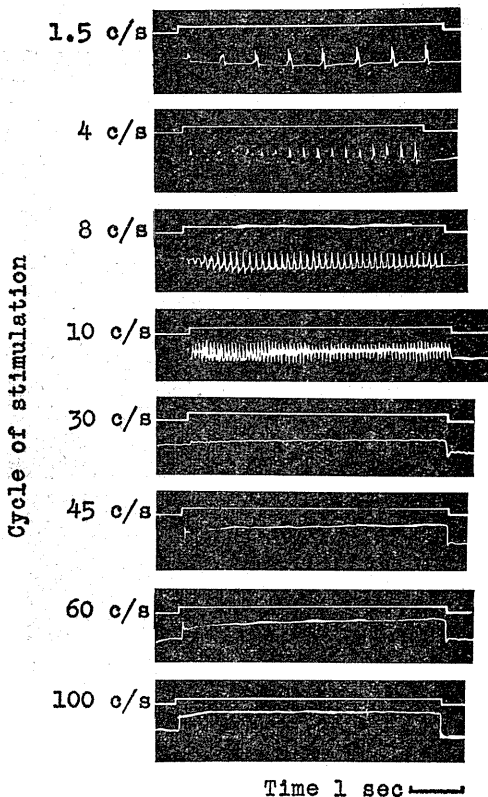 1.5 c/s
4 c/s
8 c/s
10 c/s
30 c/s
45 c/s
60 c/s
100 c/s
Cycle of stimulation
Time 1 sec